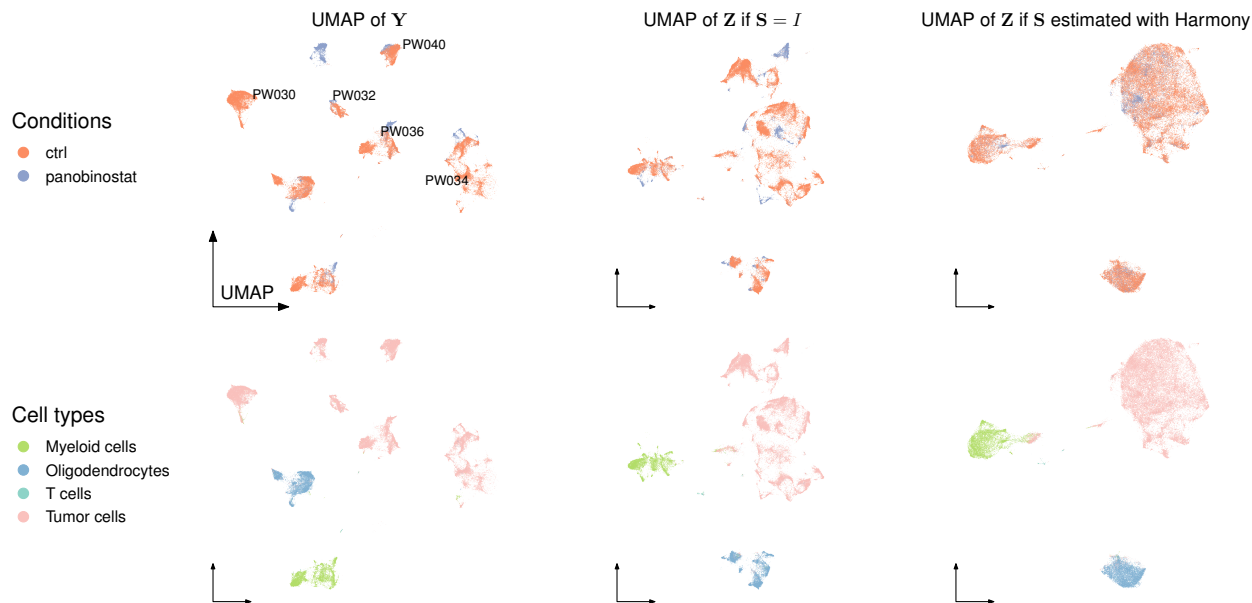 UMAP of Y
UMAP of Z if S = I
UMAP of Z if S estimated with Harmony
PW040
PW030
PW032
PW036
PW034
Conditions
ctrl
panobinostat
UMAP
Cell types
Myeloid cells
Oligodendrocytes
T cells
Tumor cells